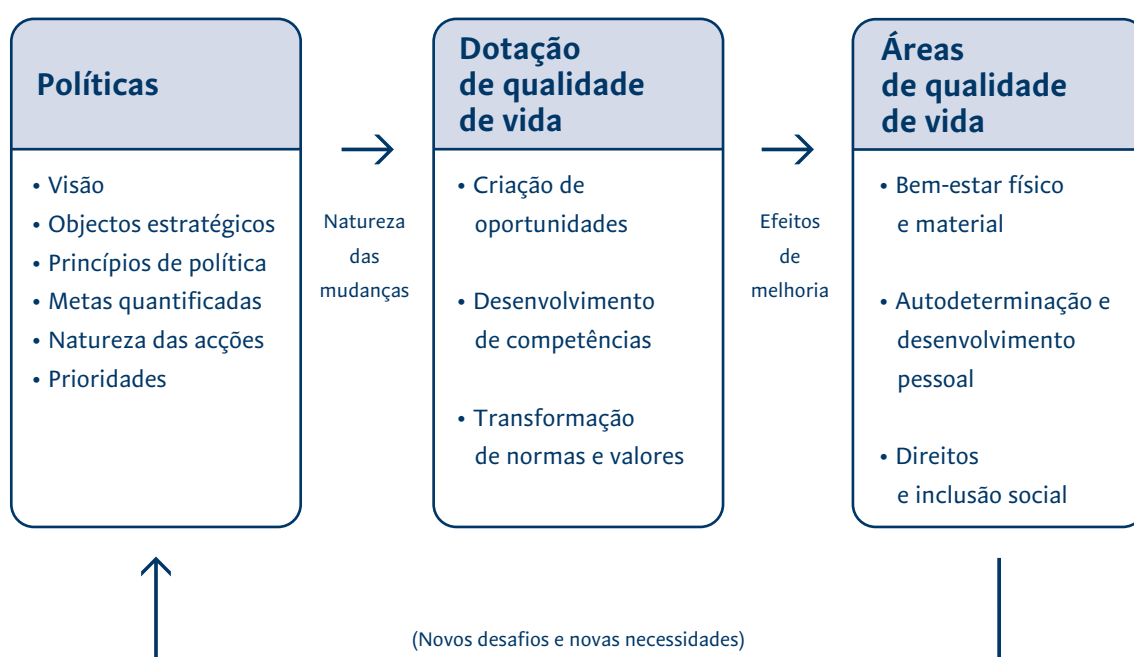 Políticas
• Visão
• Objectos estratégicos
• Princípios de política
• Metas quantificadas
• Natureza das acções
• Prioridades
Natureza
das
mudanças
Dotação
de qualidade
de vida
• Criação de
oportunidades
• Desenvolvimento
de competências
• Transformação
de normas e valores
Efeitos
de
melhoria
Áreas
de qualidade
de vida
• Bem-estar físico
e material
• Autodeterminação e
desenvolvimento
pessoal
• Direitos
e inclusão social
(Novos desafios e novas necessidades)